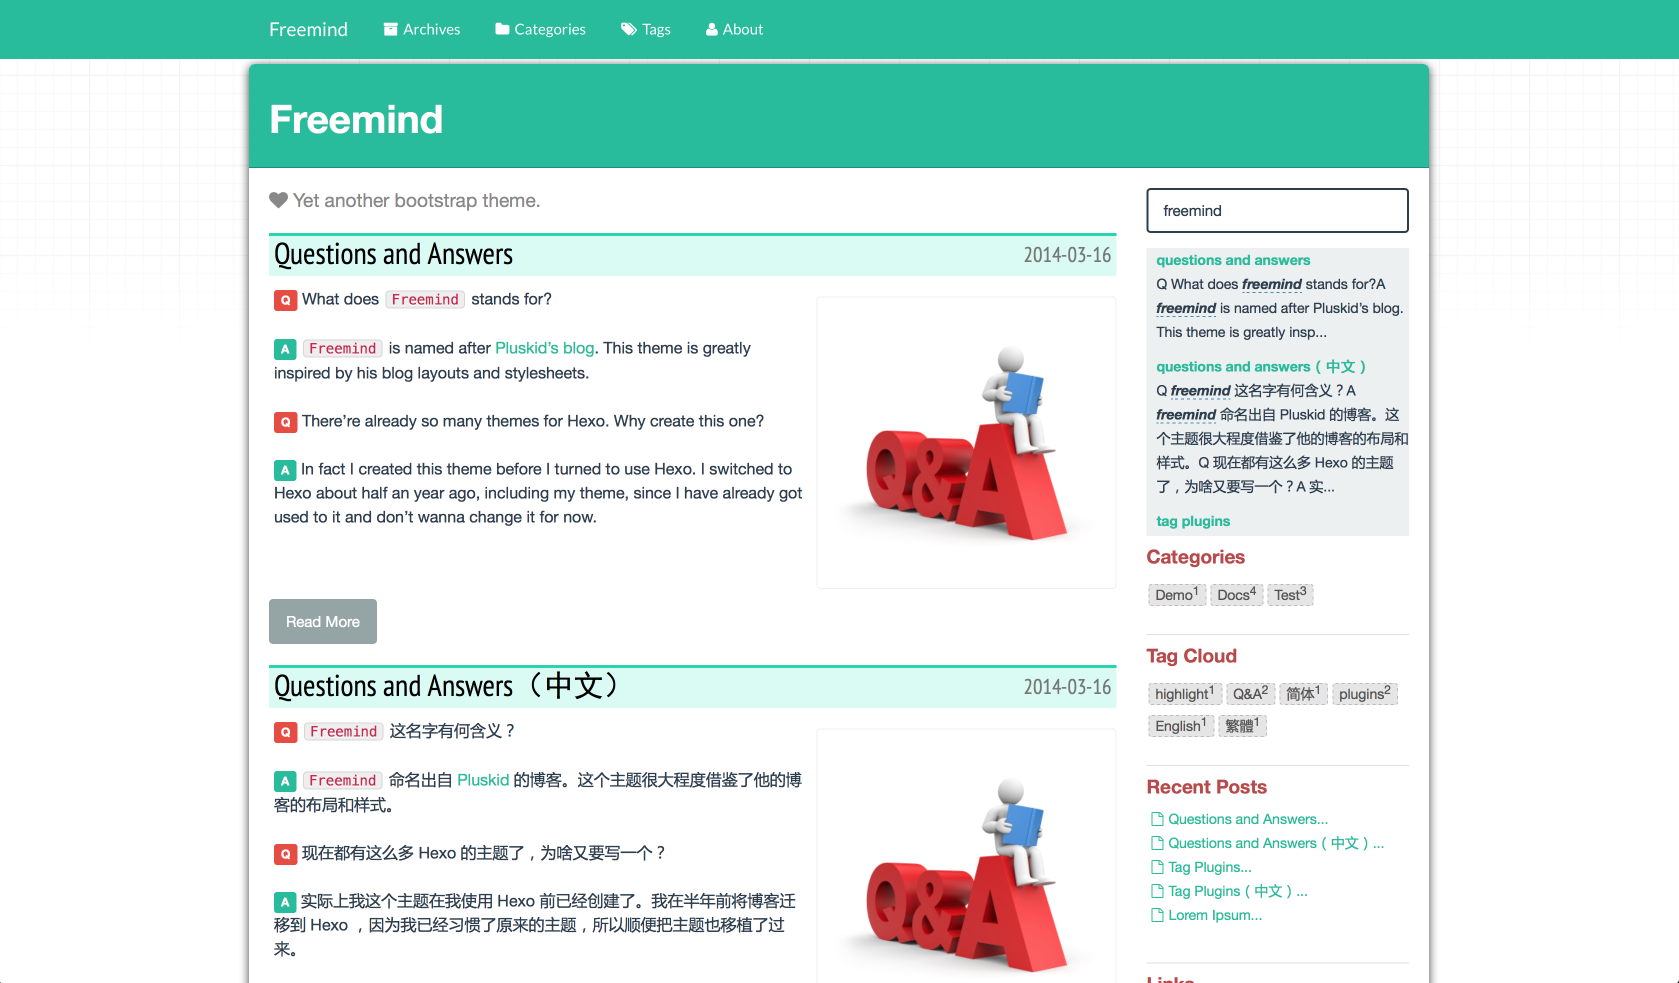 Freemind Archives Categories Tags About
Freemind
Yet another bootstrap theme.
Questions and Answers 2014-03-16
Q What does Freemind stands for?
A Freemind is named after Pluskid’s blog. This theme is greatly
inspired by his blog layouts and stylesheets.
Q There’re already so many themes for Hexo. Why create this one?
A In fact I created this theme before I turned to use Hexo. I switched to
Hexo about half an year ago, including my theme, since I have already got
used to it and don’t wanna change it for now.
Q&A
Read More
Questions and Answers（中文） 2014-03-16
Q Freemind 这名字有何含义？
A Freemind 命名出自 Pluskid 的博客。这个主题很大程度借鉴了他的博
客的布局和样式。
Q 现在都有这么多 Hexo 的主题了，为啥又要写一个？
A 实际上我这个主题在我使用 Hexo 前已经创建了。我在半年前将博客迁
移到 Hexo ，因为我已经习惯了原来的主题，所以顺便把主题也移植了过
来。
Q&A
freemind
questions and answers
Q What does freemind stands for?A
freemind is named after Pluskid’s blog.
This theme is greatly insp...
questions and answers（中文）
Q freemind 这名字有何含义？A
freemind 命名出自 Pluskid 的博客。这
个主题很大程度借鉴了他的博客的布局和
样式。Q 现在都有这么多 Hexo 的主题
了，为啥又要写一个？A 实...
tag plugins
Categories
Demo1 Docs4 Test3
Tag Cloud
highlight1 Q&A2 简体1 plugins2
English1 繁體1
Recent Posts
Questions and Answers...
Questions and Answers（中文）...
Tag Plugins...
Tag Plugins（中文）...
Lorem Ipsum...
Links